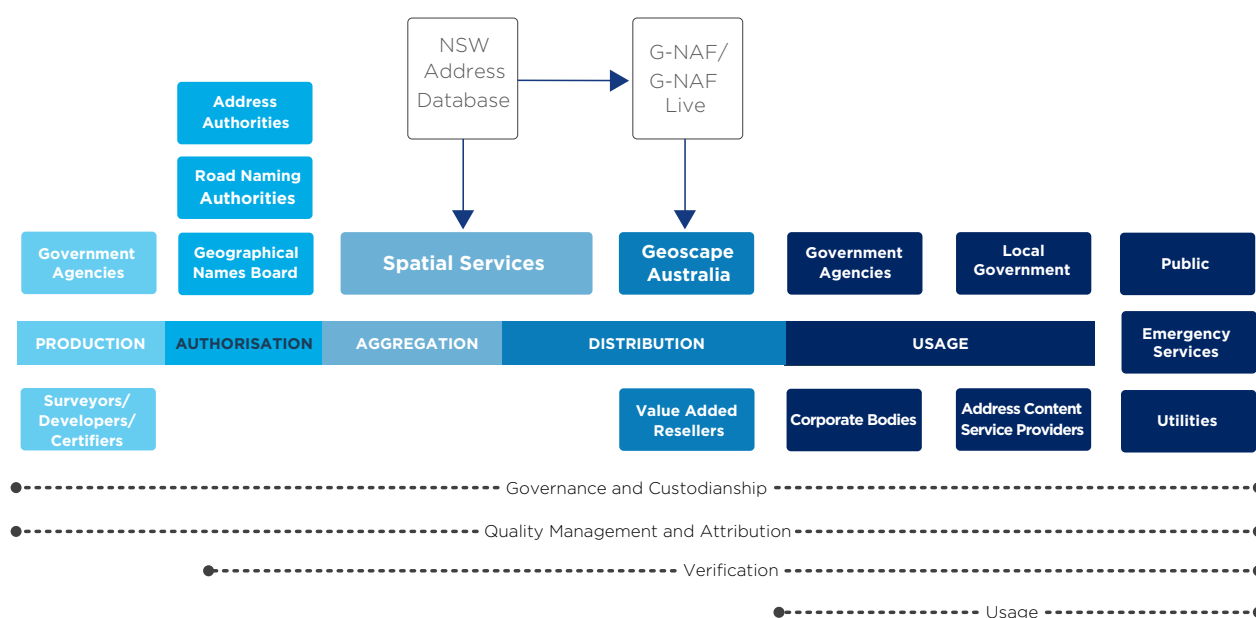 NSW
Address
Database
G-NAF/
G-NAF
Live
Address
Authorities
Road Naming
Authorities
Government
Agencies
Geographical
Names Board
Spatial Services
Geoscape
Australia
Government
Agencies
Local
Government
Public
PRODUCTION
AUTHORISATION
AGGREGATION
DISTRIBUTION
USAGE
Emergency
Services
Surveyors/
Developers/
Certifiers
Value Added
Resellers
Corporate Bodies
Address Content
Service Providers
Utilities
Governance and Custodianship
Quality Management and Attribution
Verification
Usage